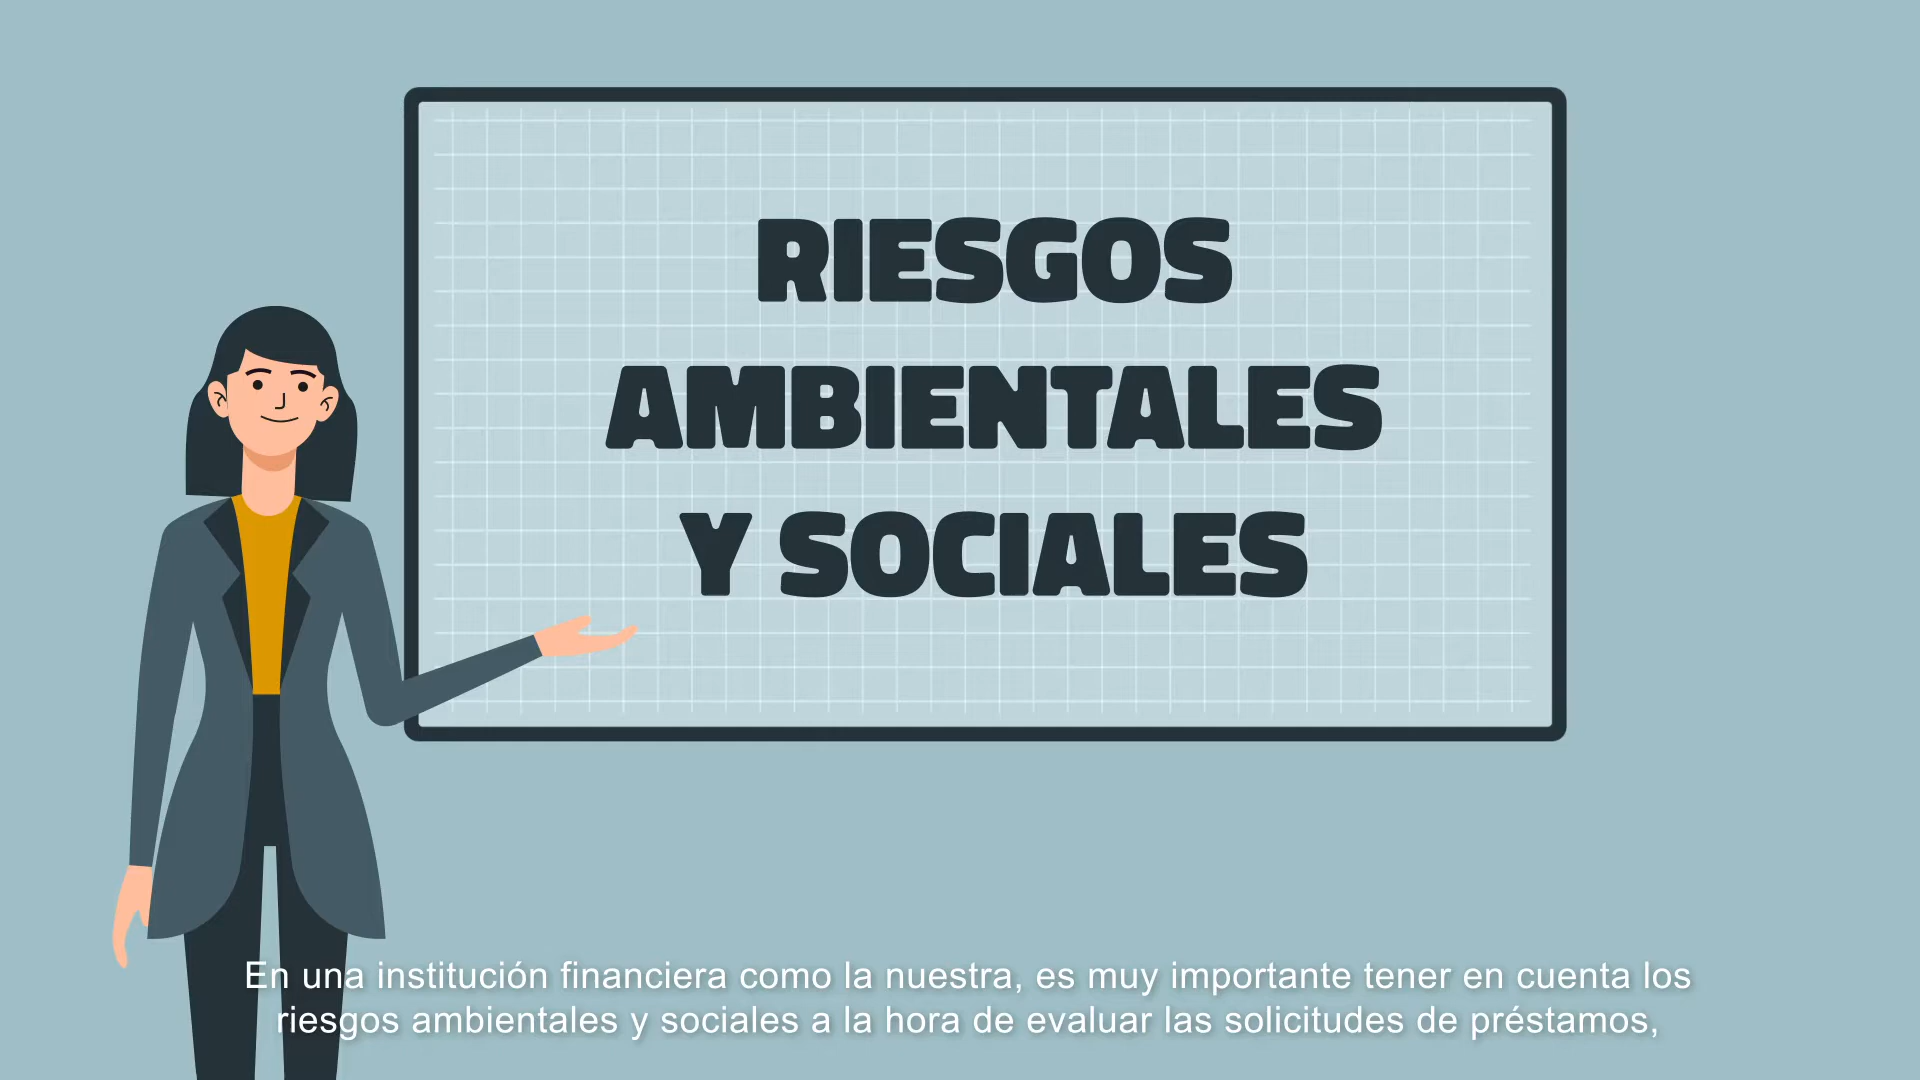 RIESGOS
AMBIENTALES
Y SOCIALES
En una institución financiera como la nuestra, es muy importante tener en cuenta los
riesgos ambientales y sociales a la hora de evaluar las solicitudes de préstamos,